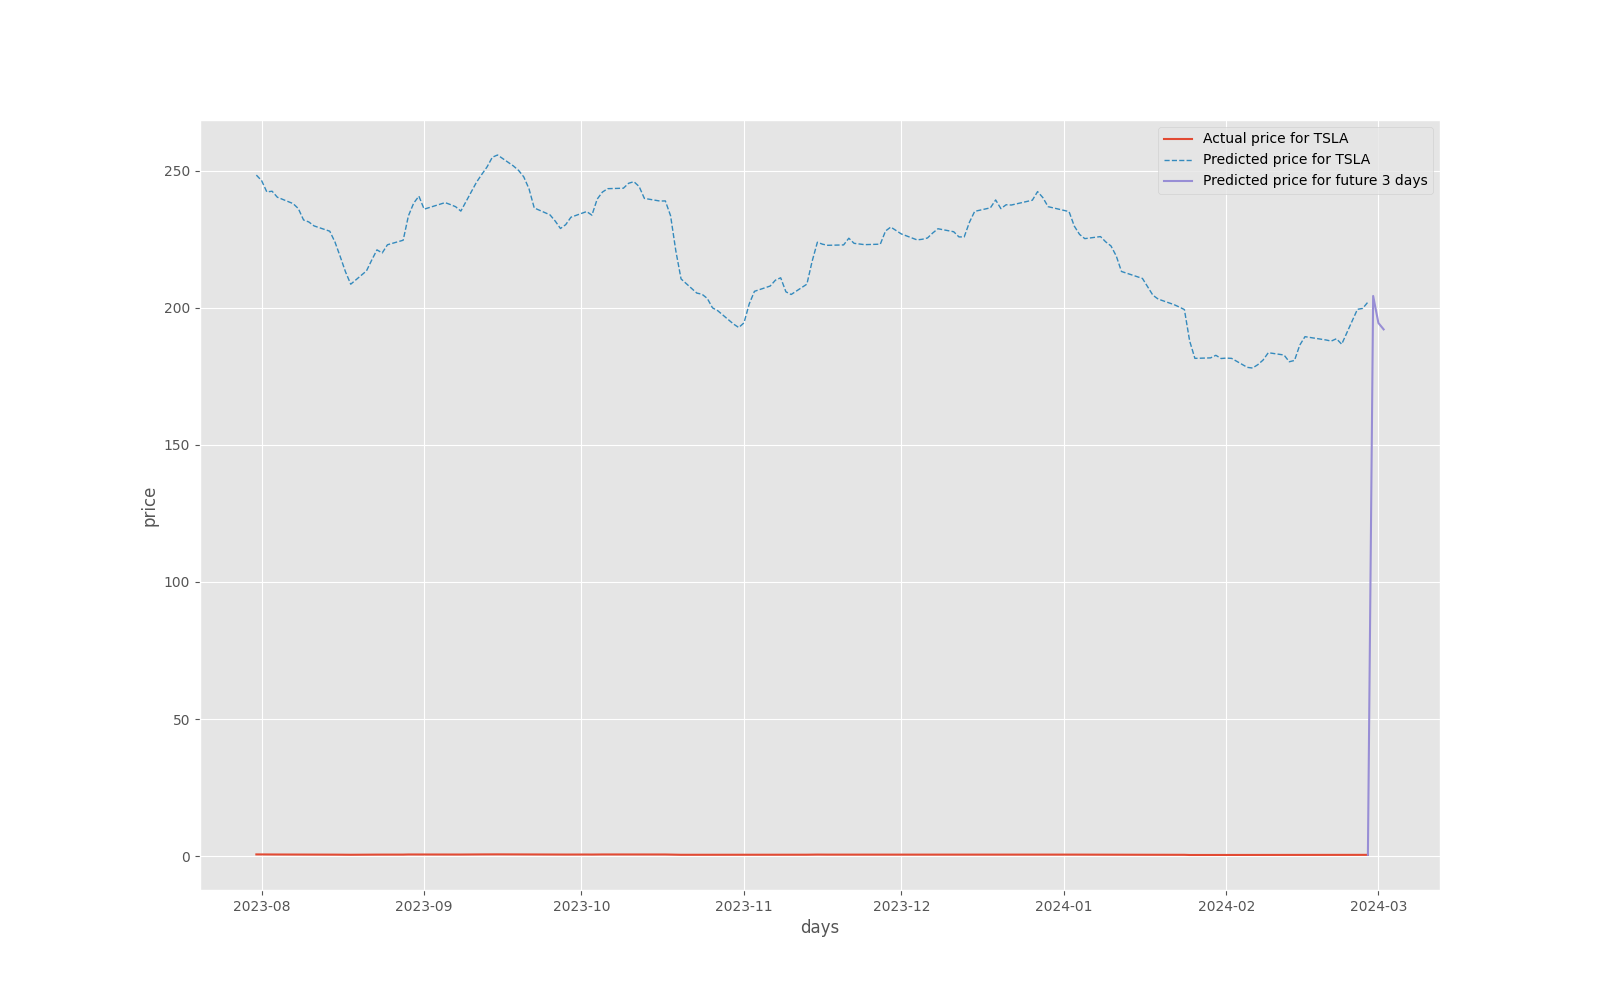 Actual price for TSLA
Predicted price for TSLA
Predicted price for future 3 days
250
200
150
100
50
0
price
2023-08 2023-09 2023-10 2023-11 2023-12 2024-01 2024-02 2024-03
days